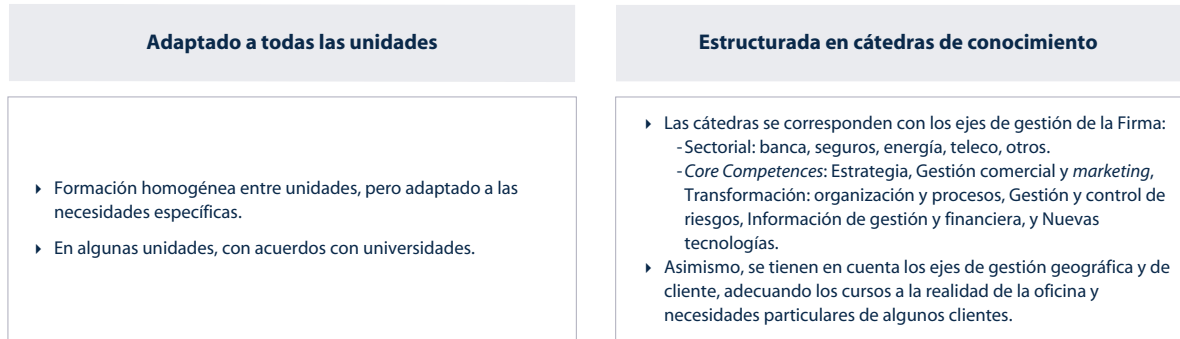 Adaptado a todas las unidades
‣ Formación homogénea entre unidades, pero adaptado a las
necesidades específicas.
‣ En algunas unidades, con acuerdos con universidades.
Estructurada en cátedras de conocimiento
‣ Las cátedras se corresponden con los ejes de gestión de la Firma:
-Sectorial: banca, seguros, energía, teleco, otros.
-Core Competences: Estrategia, Gestión comercial y marketing,
Transformación: organización y procesos, Gestión y control de
riesgos, Información de gestión y financiera, y Nuevas
tecnologías.
‣ Asimismo, se tienen en cuenta los ejes de gestión geográfica y de
cliente, adecuando los cursos a la realidad de la oficina y
necesidades particulares de algunos clientes.